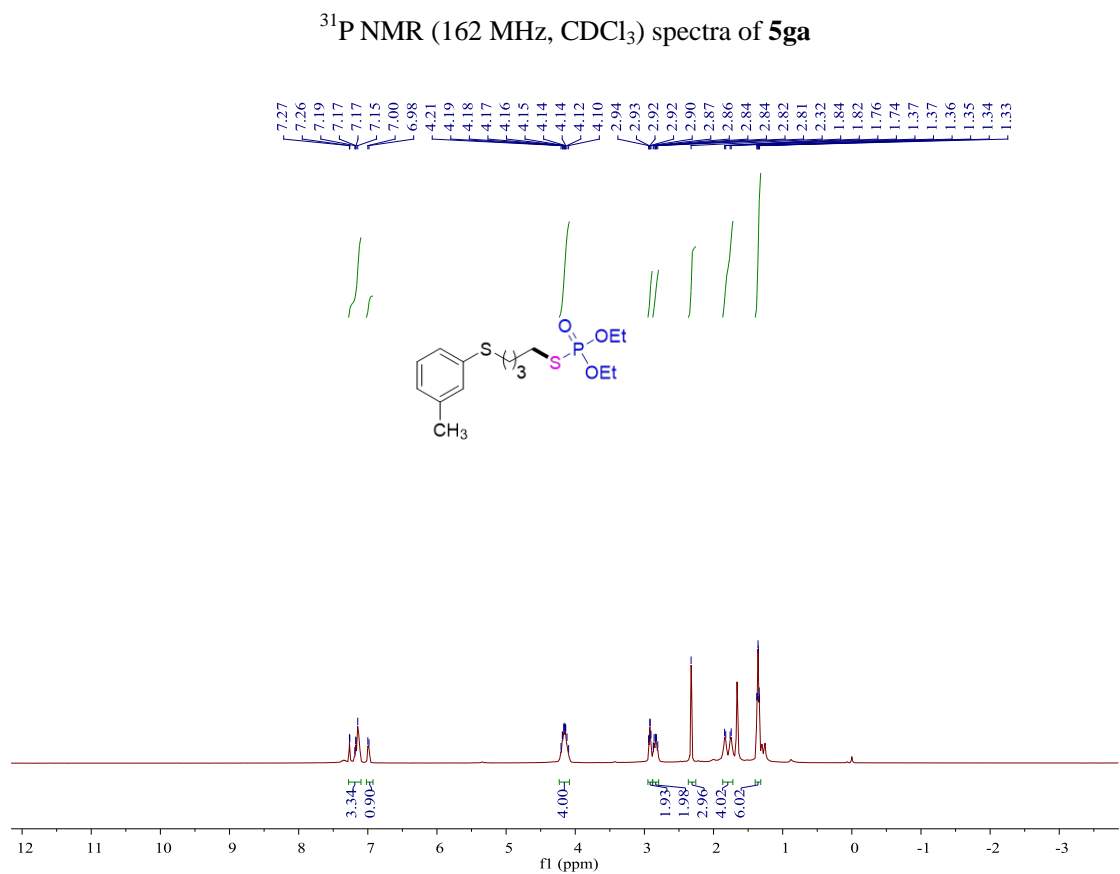 ³¹P NMR (162 MHz, CDCl₃) spectra of 5ga
7.27 7.26 7.19 7.17 7.17 7.15 7.00 6.98 4.21 4.19 4.18 4.17 4.16 4.15 4.14 4.14 4.12 4.10 2.94 2.93 2.92 2.92 2.90 2.87 2.86 2.84 2.84 2.82 2.81 2.32 1.84 1.82 1.76 1.74 1.37 1.37 1.36 1.35 1.34 1.33
O
OEt
S ( )3 S P
OEt
CH₃
3.34 0.90 4.00 1.93 1.98 2.96 4.02 6.02
12 11 10 9 8 7 6 5 4 3 2 1 0 -1 -2 -3
f1 (ppm)